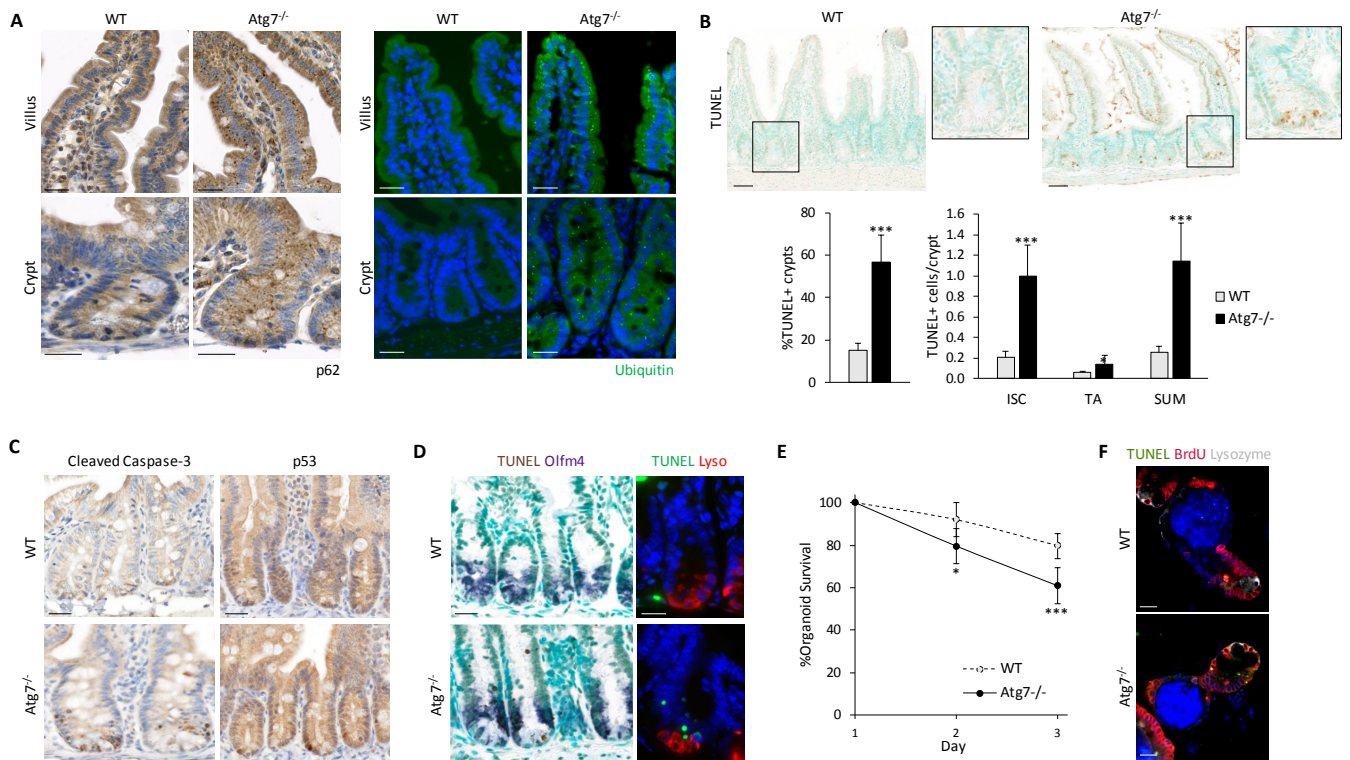 A
WT
Atg7-/-
WT
Atg7-/-
Villus
Crypt
p62
Villus
Crypt
Ubiquitin
B
WT
Atg7-/-
TUNEL
%TUNEL+ crypts
80
60
40
20
0
***
TUNEL+ cells/crypt
1.6
1.4
1.2
1.0
0.8
0.6
0.4
0.2
0.0
***
*
***
ISC
TA
SUM
WT
Atg7-/-
C
Cleaved Caspase-3
p53
WT
Atg7-/-
D
TUNEL Olfm4
TUNEL Lyso
WT
Atg7-/-
E
%Organoid Survival
100
80
60
40
20
0
*
***
WT
Atg7-/-
1
2
3
Day
F
TUNEL BrdU Lysozyme
WT
Atg7-/-